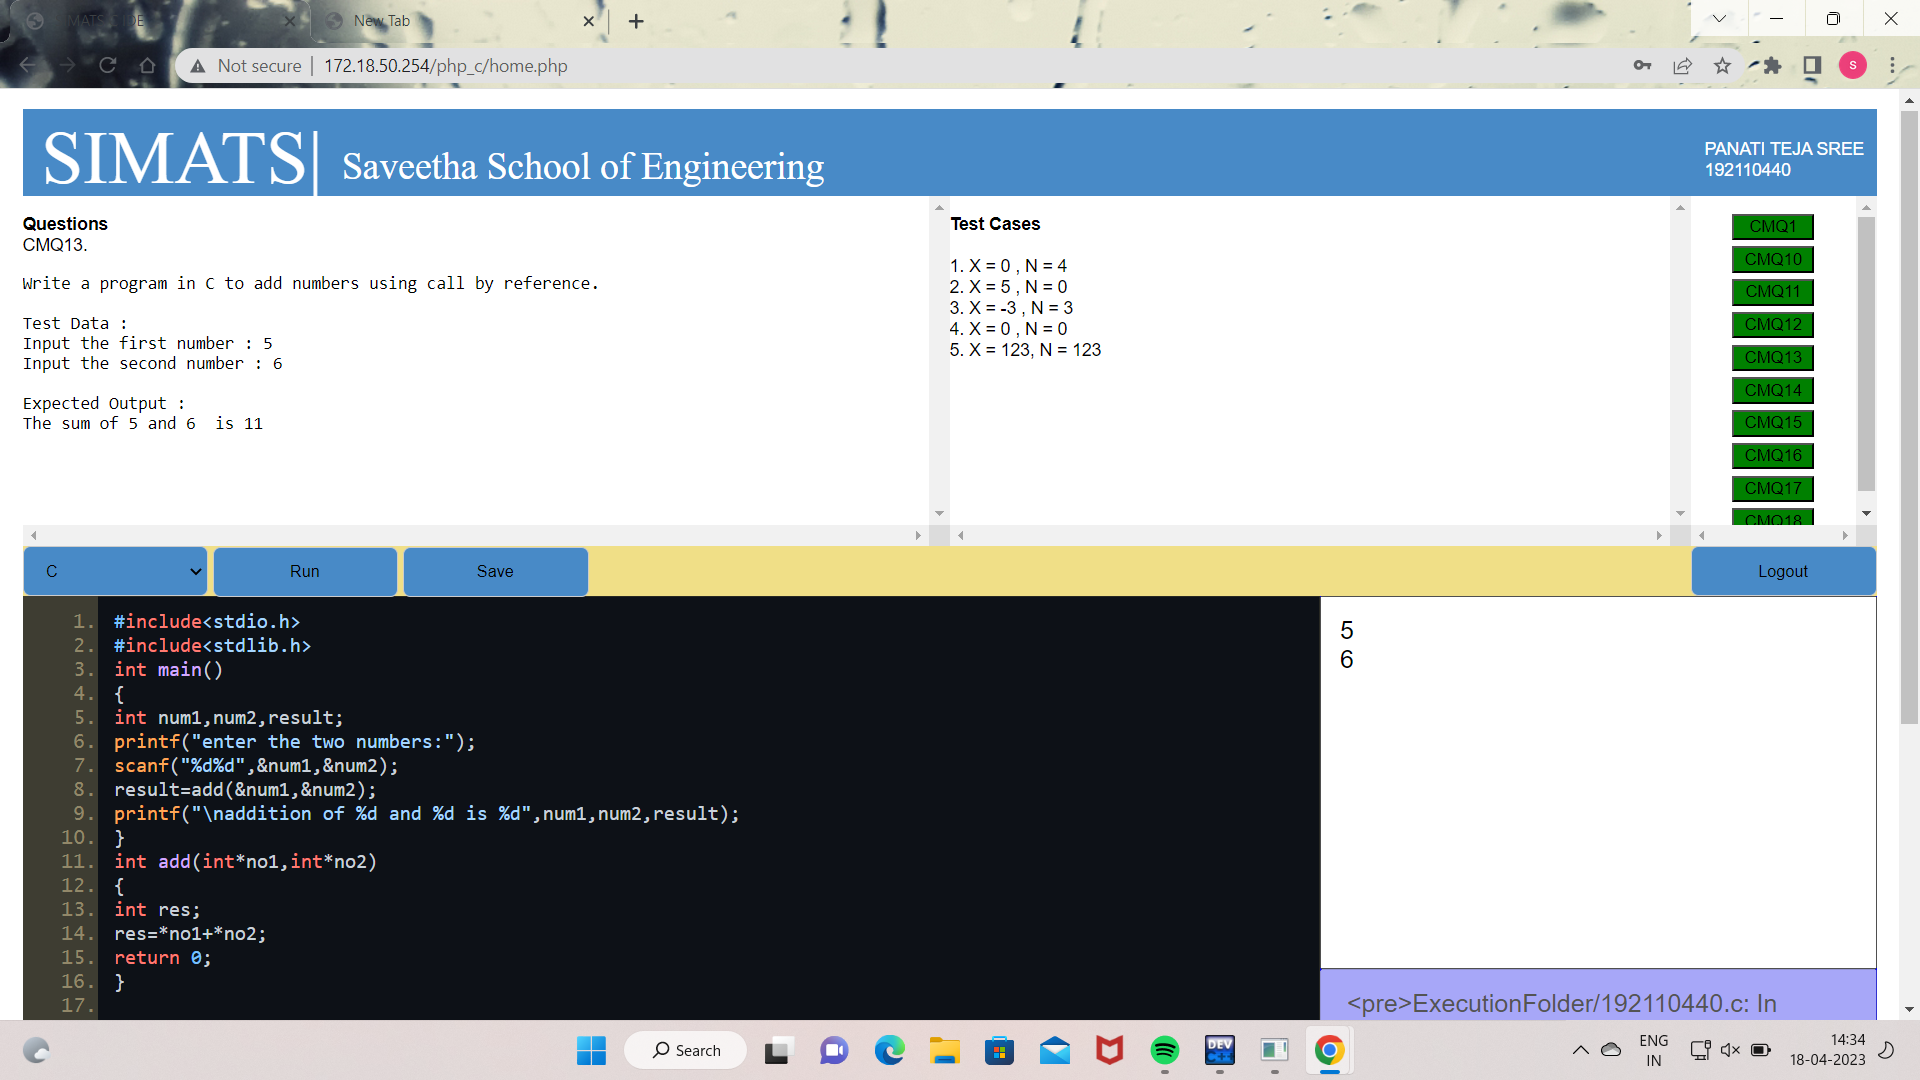 SIMATS C IDE
New Tab
Not secure | 172.18.50.254/php_c/home.php
S
SIMATS| Saveetha School of Engineering
PANATI TEJA SREE
192110440
Questions
CMQ13.
Write a program in C to add numbers using call by reference.
Test Data :
Input the first number : 5
Input the second number : 6
Expected Output :
The sum of 5 and 6  is 11
Test Cases
1. X = 0 , N = 4
2. X = 5 , N = 0
3. X = -3 , N = 3
4. X = 0 , N = 0
5. X = 123, N = 123
CMQ1
CMQ10
CMQ11
CMQ12
CMQ13
CMQ14
CMQ15
CMQ16
CMQ17
CMQ18
C
Run
Save
Logout
1. #include<stdio.h>
2. #include<stdlib.h>
3. int main()
4. {
5. int num1,num2,result;
6. printf("enter the two numbers:");
7. scanf("%d%d",&num1,&num2);
8. result=add(&num1,&num2);
9. printf("\naddition of %d and %d is %d",num1,num2,result);
10. }
11. int add(int*no1,int*no2)
12. {
13. int res;
14. res=*no1+*no2;
15. return 0;
16. }
17.
5
6
<pre>ExecutionFolder/192110440.c: In
Search
DEV
C++
ENG
IN
14:34
18-04-2023